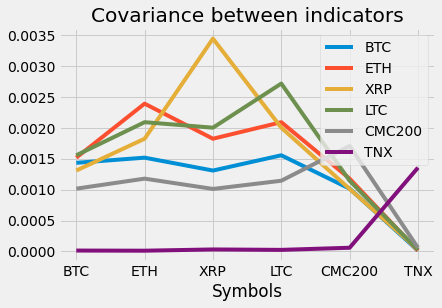 Covariance between indicators
0.0035
0.0030
0.0025
0.0020
0.0015
0.0010
0.0005
0.0000
BTC
ETH
XRP
LTC
CMC200
TNX
BTC ETH XRP LTC CMC200 TNX
Symbols